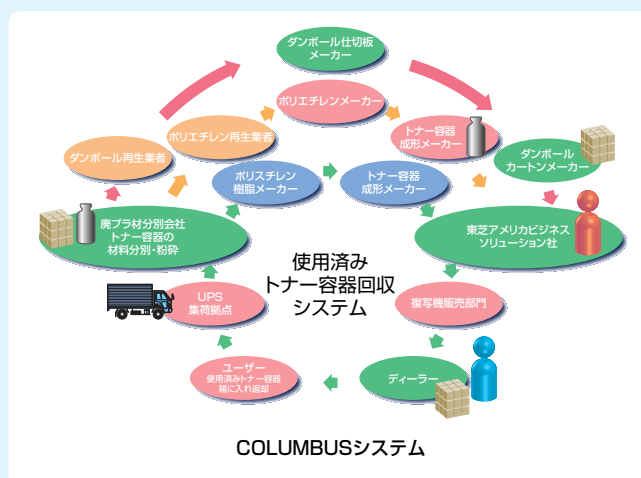 ダンボール仕切板
メーカー
ポリエチレンメーカー
ポリエチレン再生業者
トナー容器
成形メーカー
ダンボール再生業者
ダンボール
カートンメーカー
ポリスチレン
樹脂メーカー
トナー容器
成形メーカー
廃プラ材分別会社
トナー容器の
材料分別・粉砕
東芝アメリカビジネス
ソリューション社
使用済み
トナー容器回収
システム
UPS
集荷拠点
複写機販売部門
ユーザー
使用済みトナー容器
箱に入れ返却
ディーラー
COLUMBUSシステム